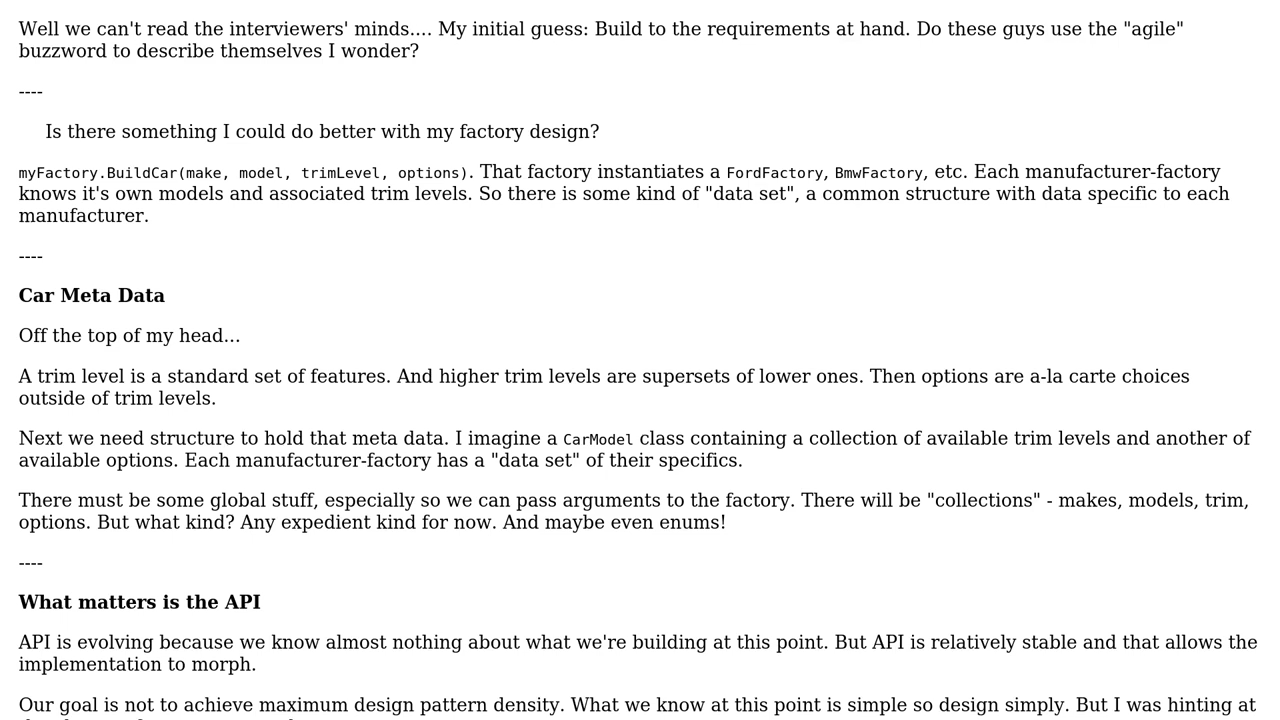 Well we can't read the interviewers' minds.... My initial guess: Build to the requirements at hand. Do these guys use the "agile"
buzzword to describe themselves I wonder?
----
Is there something I could do better with my factory design?
myFactory.BuildCar(make, model, trimLevel, options). That factory instantiates a FordFactory, BmwFactory, etc. Each manufacturer-factory
knows it's own models and associated trim levels. So there is some kind of "data set", a common structure with data specific to each
manufacturer.
----
Car Meta Data
Off the top of my head...
A trim level is a standard set of features. And higher trim levels are supersets of lower ones. Then options are a-la carte choices
outside of trim levels.
Next we need structure to hold that meta data. I imagine a CarModel class containing a collection of available trim levels and another of
available options. Each manufacturer-factory has a "data set" of their specifics.
There must be some global stuff, especially so we can pass arguments to the factory. There will be "collections" - makes, models, trim,
options. But what kind? Any expedient kind for now. And maybe even enums!
----
What matters is the API
API is evolving because we know almost nothing about what we're building at this point. But API is relatively stable and that allows the
implementation to morph.
Our goal is not to achieve maximum design pattern density. What we know at this point is simple so design simply. But I was hinting at